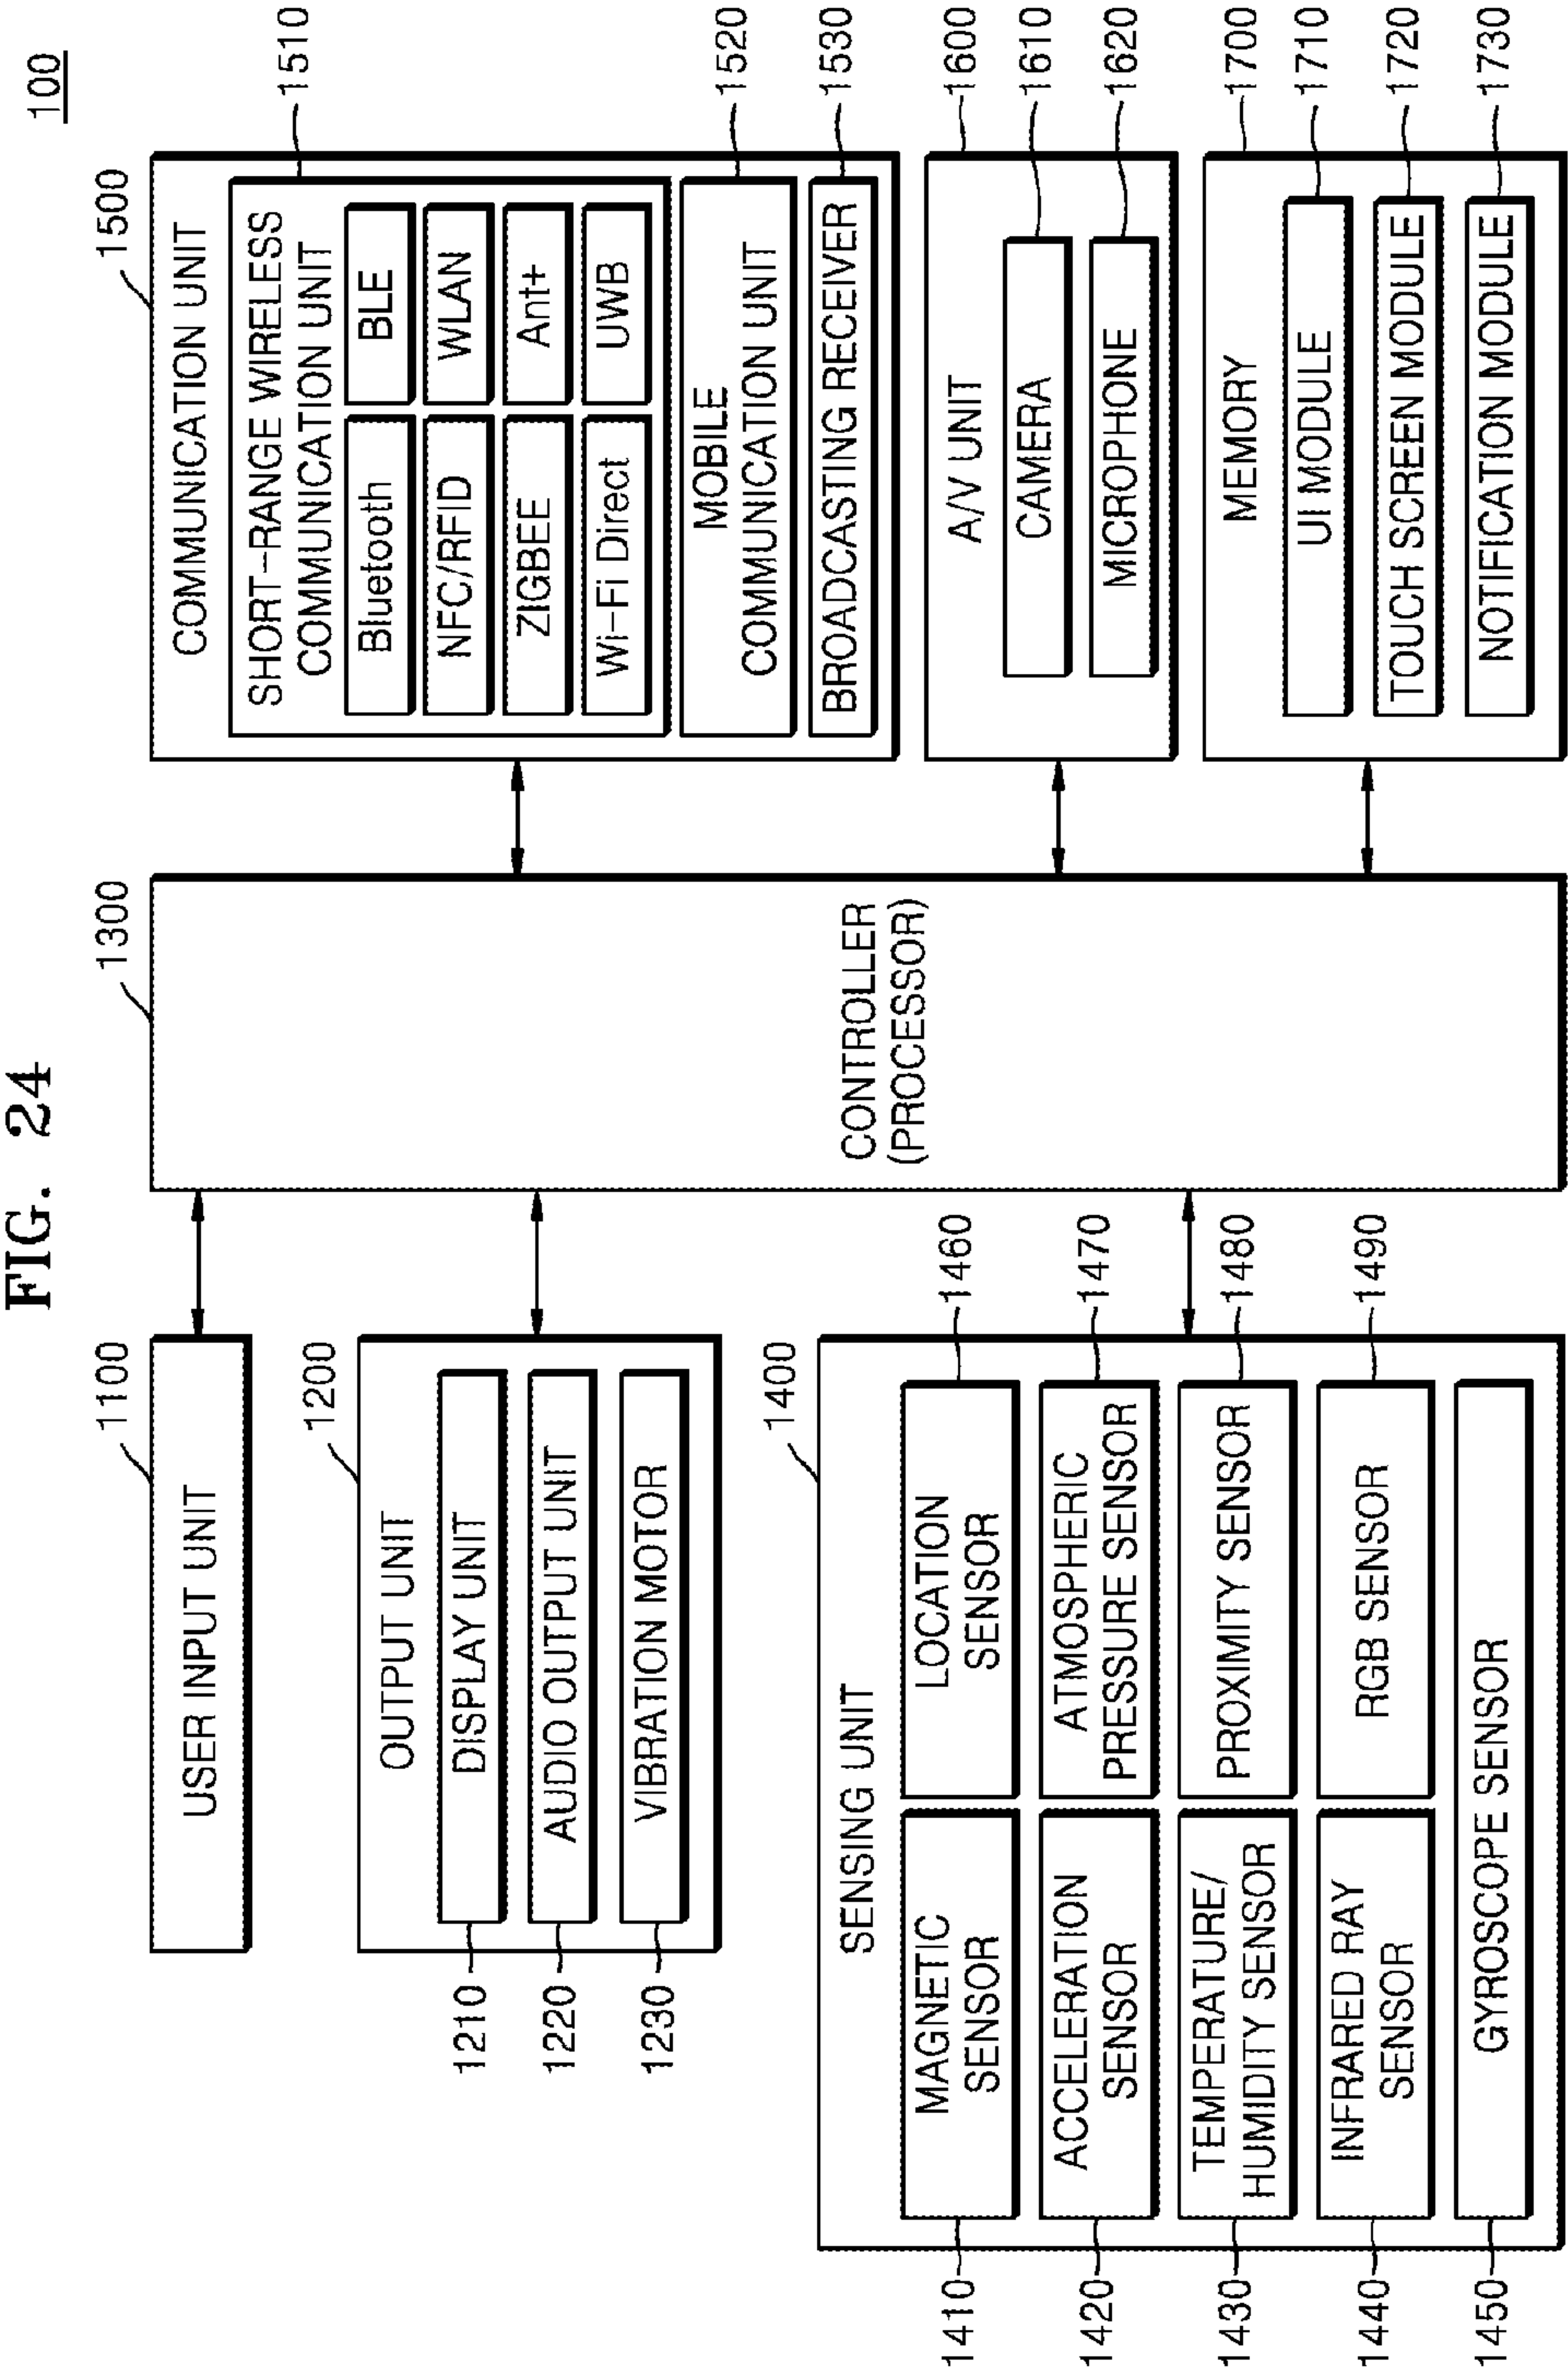 FIG. 24
100
1100
USER INPUT UNIT
1200
OUTPUT UNIT
1210
DISPLAY UNIT
1220
AUDIO OUTPUT UNIT
1230
VIBRATION MOTOR
1400
SENSING UNIT
1410
MAGNETIC
SENSOR
LOCATION
SENSOR
1460
1420
ACCELERATION
SENSOR
ATMOSPHERIC
PRESSURE SENSOR
1470
1430
TEMPERATURE/
HUMIDITY SENSOR
PROXIMITY SENSOR
1480
1440
INFRARED RAY
SENSOR
RGB SENSOR
1490
1450
GYROSCOPE SENSOR
1300
CONTROLLER
(PROCESSOR)
1500
COMMUNICATION UNIT
SHORT-RANGE WIRELESS
COMMUNICATION UNIT
1510
Bluetooth
BLE
NFC/RFID
WLAN
ZIGBEE
Ant+
Wi-Fi Direct
UWB
MOBILE
COMMUNICATION UNIT
1520
BROADCASTING RECEIVER
1530
A/V UNIT
1600
CAMERA
1610
MICROPHONE
1620
MEMORY
1700
UI MODULE
1710
TOUCH SCREEN MODULE
1720
NOTIFICATION MODULE
1730